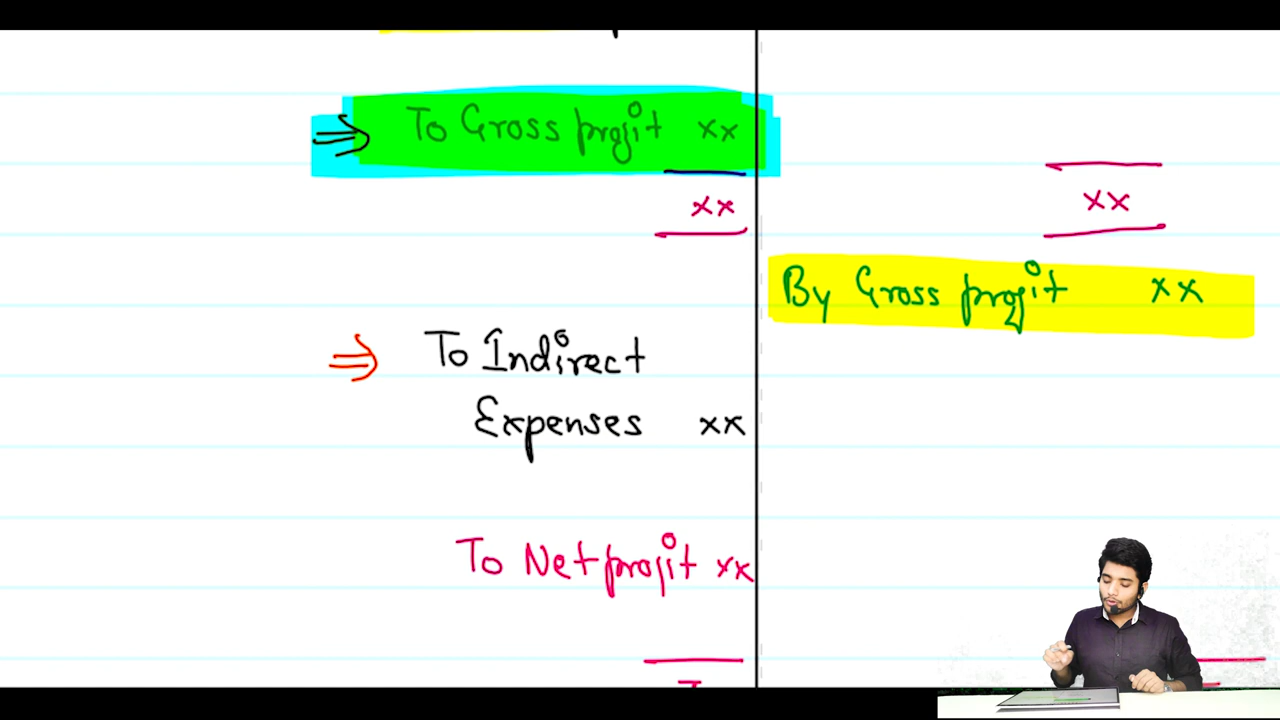 To Gross profit xx
xx
xx
By Gross profit xx
To Indirect
Expenses xx
To Net profit xx